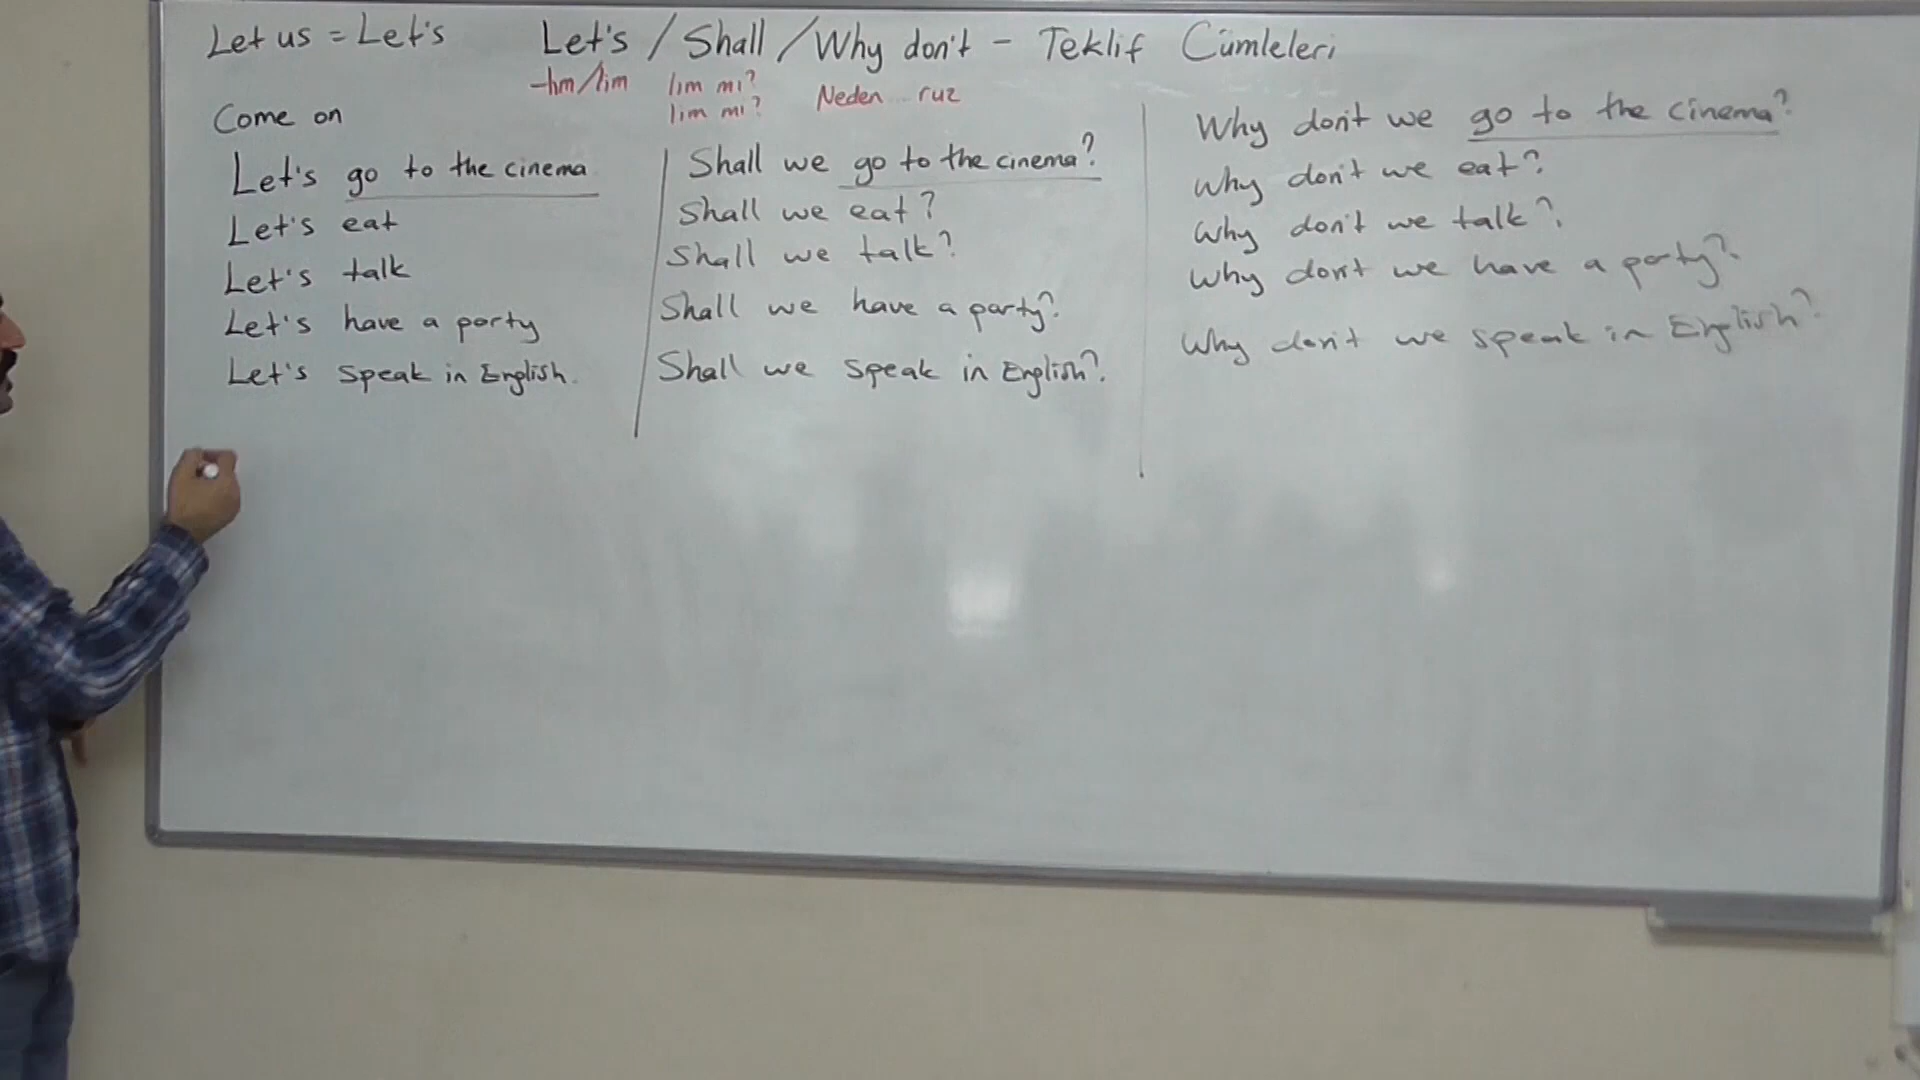 Let us = Let's
Let's / Shall / Why don't - Teklif Cümleleri
-lım/lim
lım mı?
lim mi?
Neden .. ruz
Come on
Let's go to the cinema
Let's eat
Let's talk
Let's have a party
Let's speak in English.
Shall we go to the cinema?
Shall we eat?
Shall we talk?
Shall we have a party?
Shall we speak in English?
Why don't we go to the cinema?
Why don't we eat?
Why don't we talk?
Why don't we have a party?
Why don't we speak in English?